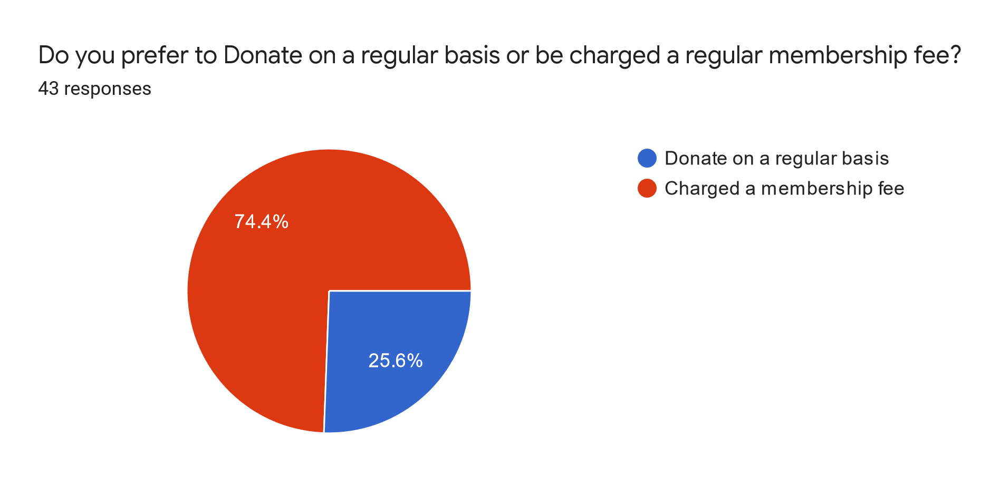 Do you prefer to Donate on a regular basis or be charged a regular membership fee?
43 responses
Donate on a regular basis
Charged a membership fee
74.4%
25.6%